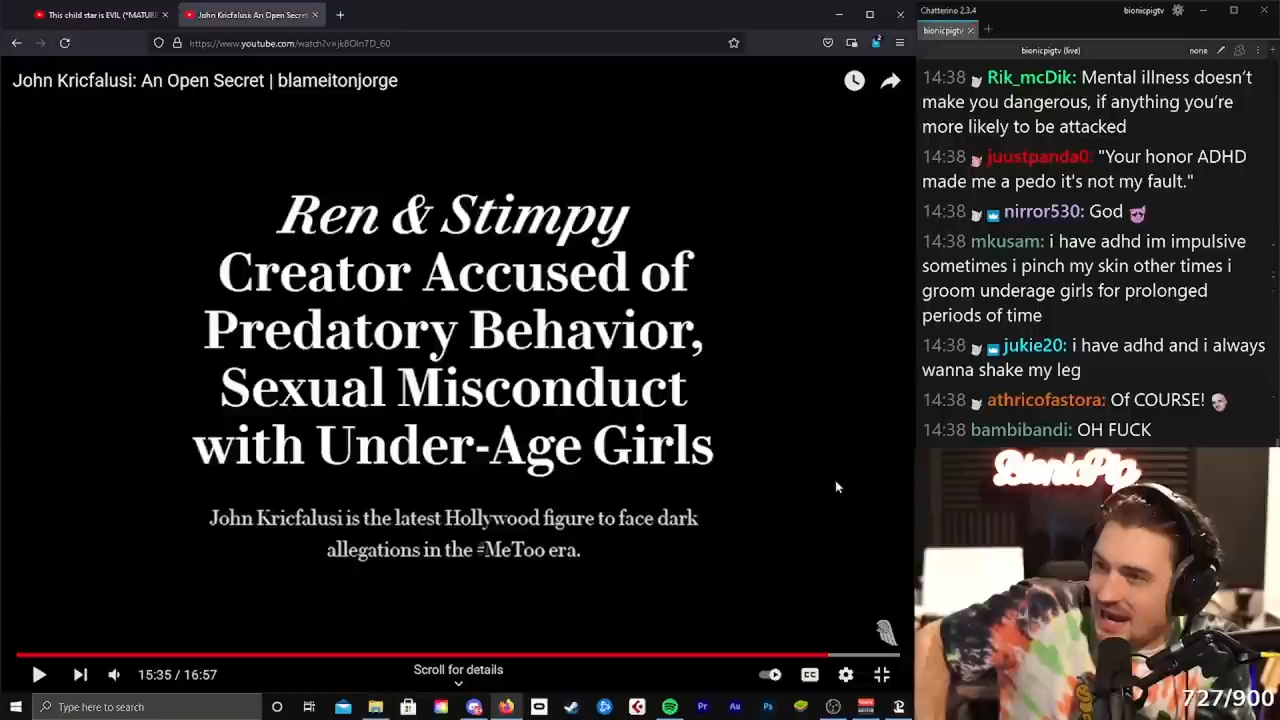 This child star is EVIL (*MATURE
John Kricfalusi: An Open Secret
https://www.youtube.com/watch?v=jk8OIn7D_60
2
John Kricfalusi: An Open Secret | blameitonjorge
Ren & Stimpy
Creator Accused of
Predatory Behavior,
Sexual Misconduct
with Under-Age Girls
John Kricfalusi is the latest Hollywood figure to face dark
allegations in the #MeToo era.
15:35 / 16:57
Scroll for details
CC
Type here to search
Pr
Au
Ps
Chatterino 2.3.4
bionicpigtv
bionicpigtv
bionicpigtv (live)
none
14:38 Rik_mcDik: Mental illness doesn't
make you dangerous, if anything you're
more likely to be attacked
14:38 juustpanda0: "Your honor ADHD
made me a pedo it's not my fault."
14:38 nirror530: God
14:38 mkusam: i have adhd im impulsive
sometimes i pinch my skin other times i
groom underage girls for prolonged
periods of time
14:38 jukie20: i have adhd and i always
wanna shake my leg
14:38 athricofastora: Of COURSE!
14:38 bambibandi: OH FUCK
BionicPig
727/900